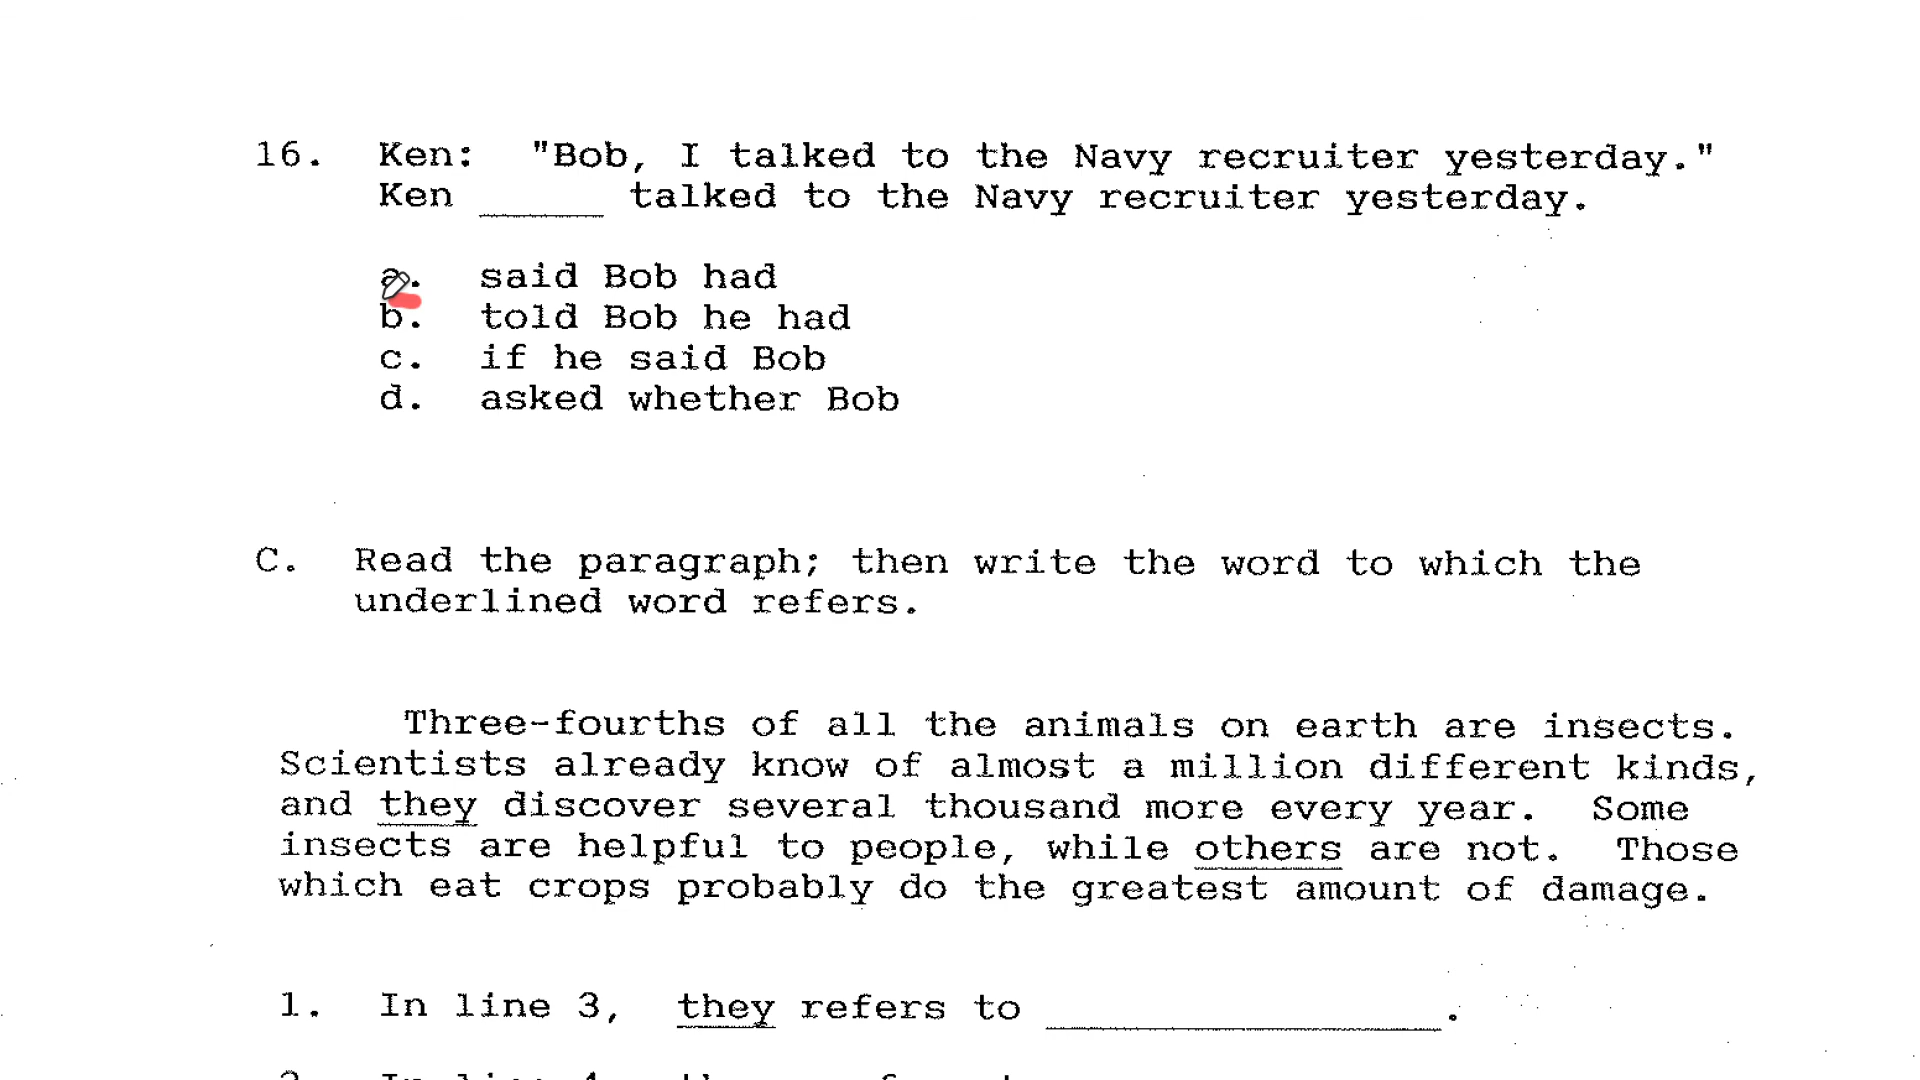 16. Ken: "Bob, I talked to the Navy recruiter yesterday."
Ken _____ talked to the Navy recruiter yesterday.
a. said Bob had
b. told Bob he had
c. if he said Bob
d. asked whether Bob
C. Read the paragraph; then write the word to which the
underlined word refers.
Three-fourths of all the animals on earth are insects.
Scientists already know of almost a million different kinds,
and they discover several thousand more every year. Some
insects are helpful to people, while others are not. Those
which eat crops probably do the greatest amount of damage.
1. In line 3, they refers to ________________.